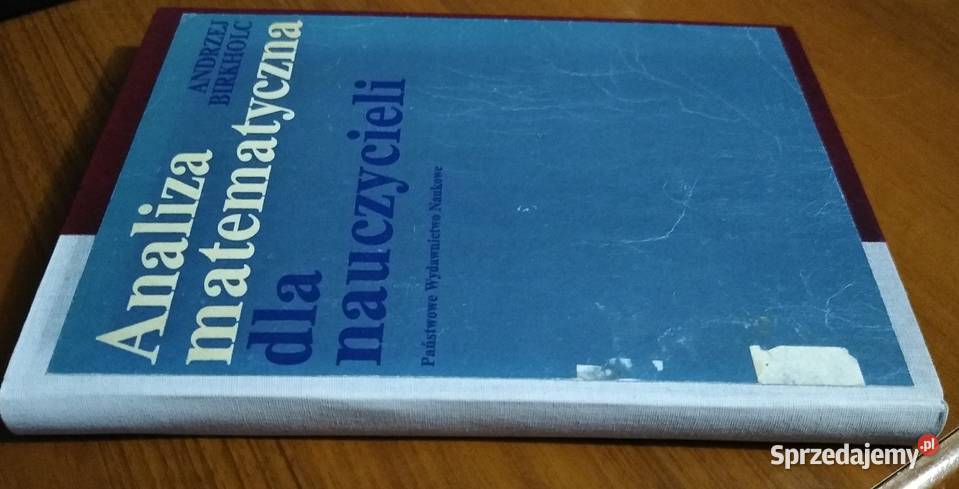 ANDRZEJ
BIRKHOLC
Analiza
matematyczna
dla
nauczycieli
Państwowe Wydawnictwo Naukowe
Sprzedajemy.pl